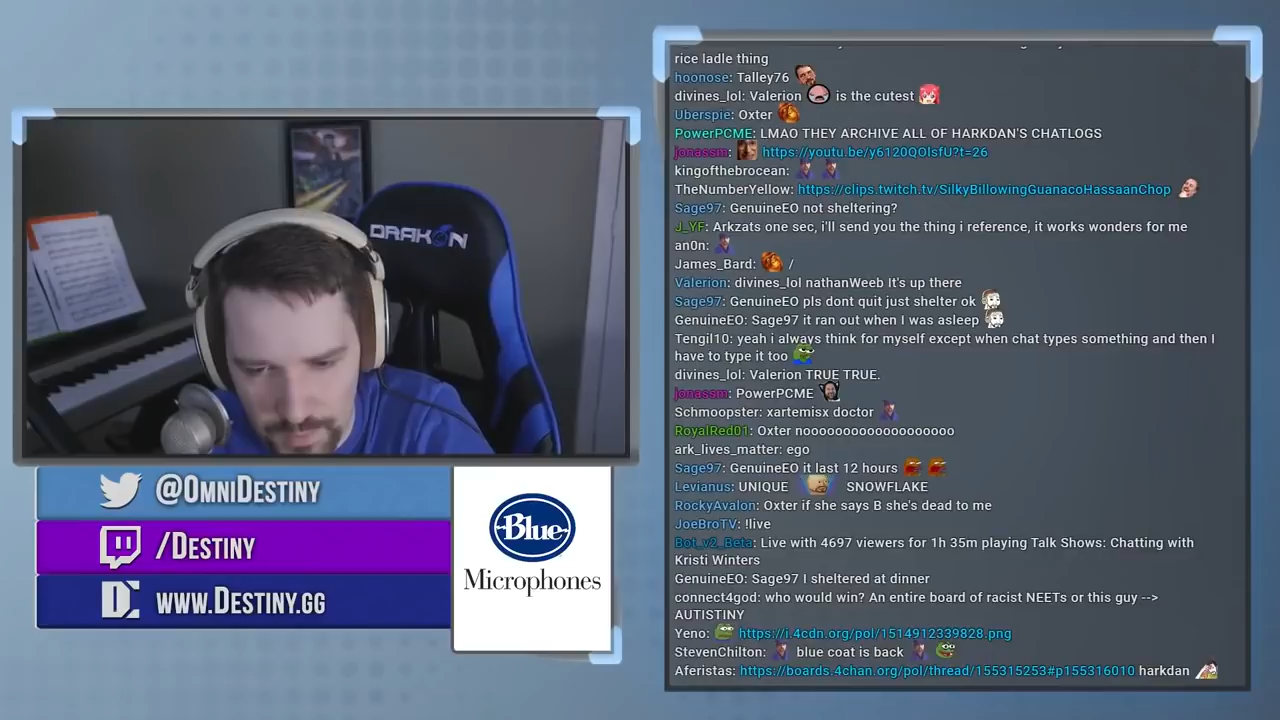 DRAKON
@OmniDestiny
/Destiny
www.Destiny.gg
Blue
Microphones
rice ladle thing
hoonose: Talley76
divines_lol: Valerion is the cutest
Uberspie: Oxter
PowerPCME: LMAO THEY ARCHIVE ALL OF HARKDAN'S CHATLOGS
jonassm: https://youtu.be/y6120QOlsfU?t=26
kingofthebrocean:
TheNumberYellow: https://clips.twitch.tv/SilkyBillowingGuanacoHassaanChop
Sage97: GenuineEO not sheltering?
J_YF: Arkzats one sec, i'll send you the thing i reference, it works wonders for me
an0n:
James_Bard: /
Valerion: divines_lol nathanWeeb It's up there
Sage97: GenuineEO pls dont quit just shelter ok
GenuineEO: Sage97 it ran out when I was asleep
Tengil10: yeah i always think for myself except when chat types something and then I
have to type it too
divines_lol: Valerion TRUE TRUE.
jonassm: PowerPCME
Schmoopster: xartemisx doctor
RoyalRed01: Oxter nooooooooooooooooooo
ark_lives_matter: ego
Sage97: GenuineEO it last 12 hours
Levianus: UNIQUE SNOWFLAKE
RockyAvalon: Oxter if she says B she's dead to me
JoeBroTV: !live
Bot_v2_Beta: Live with 4697 viewers for 1h 35m playing Talk Shows: Chatting with
Kristi Winters
GenuineEO: Sage97 I sheltered at dinner
connect4god: who would win? An entire board of racist NEETs or this guy -->
AUTISTINY
Yeno: https://i.4cdn.org/pol/1514912339828.png
StevenChilton: blue coat is back
Aferistas: https://boards.4chan.org/pol/thread/155315253#p155316010 harkdan